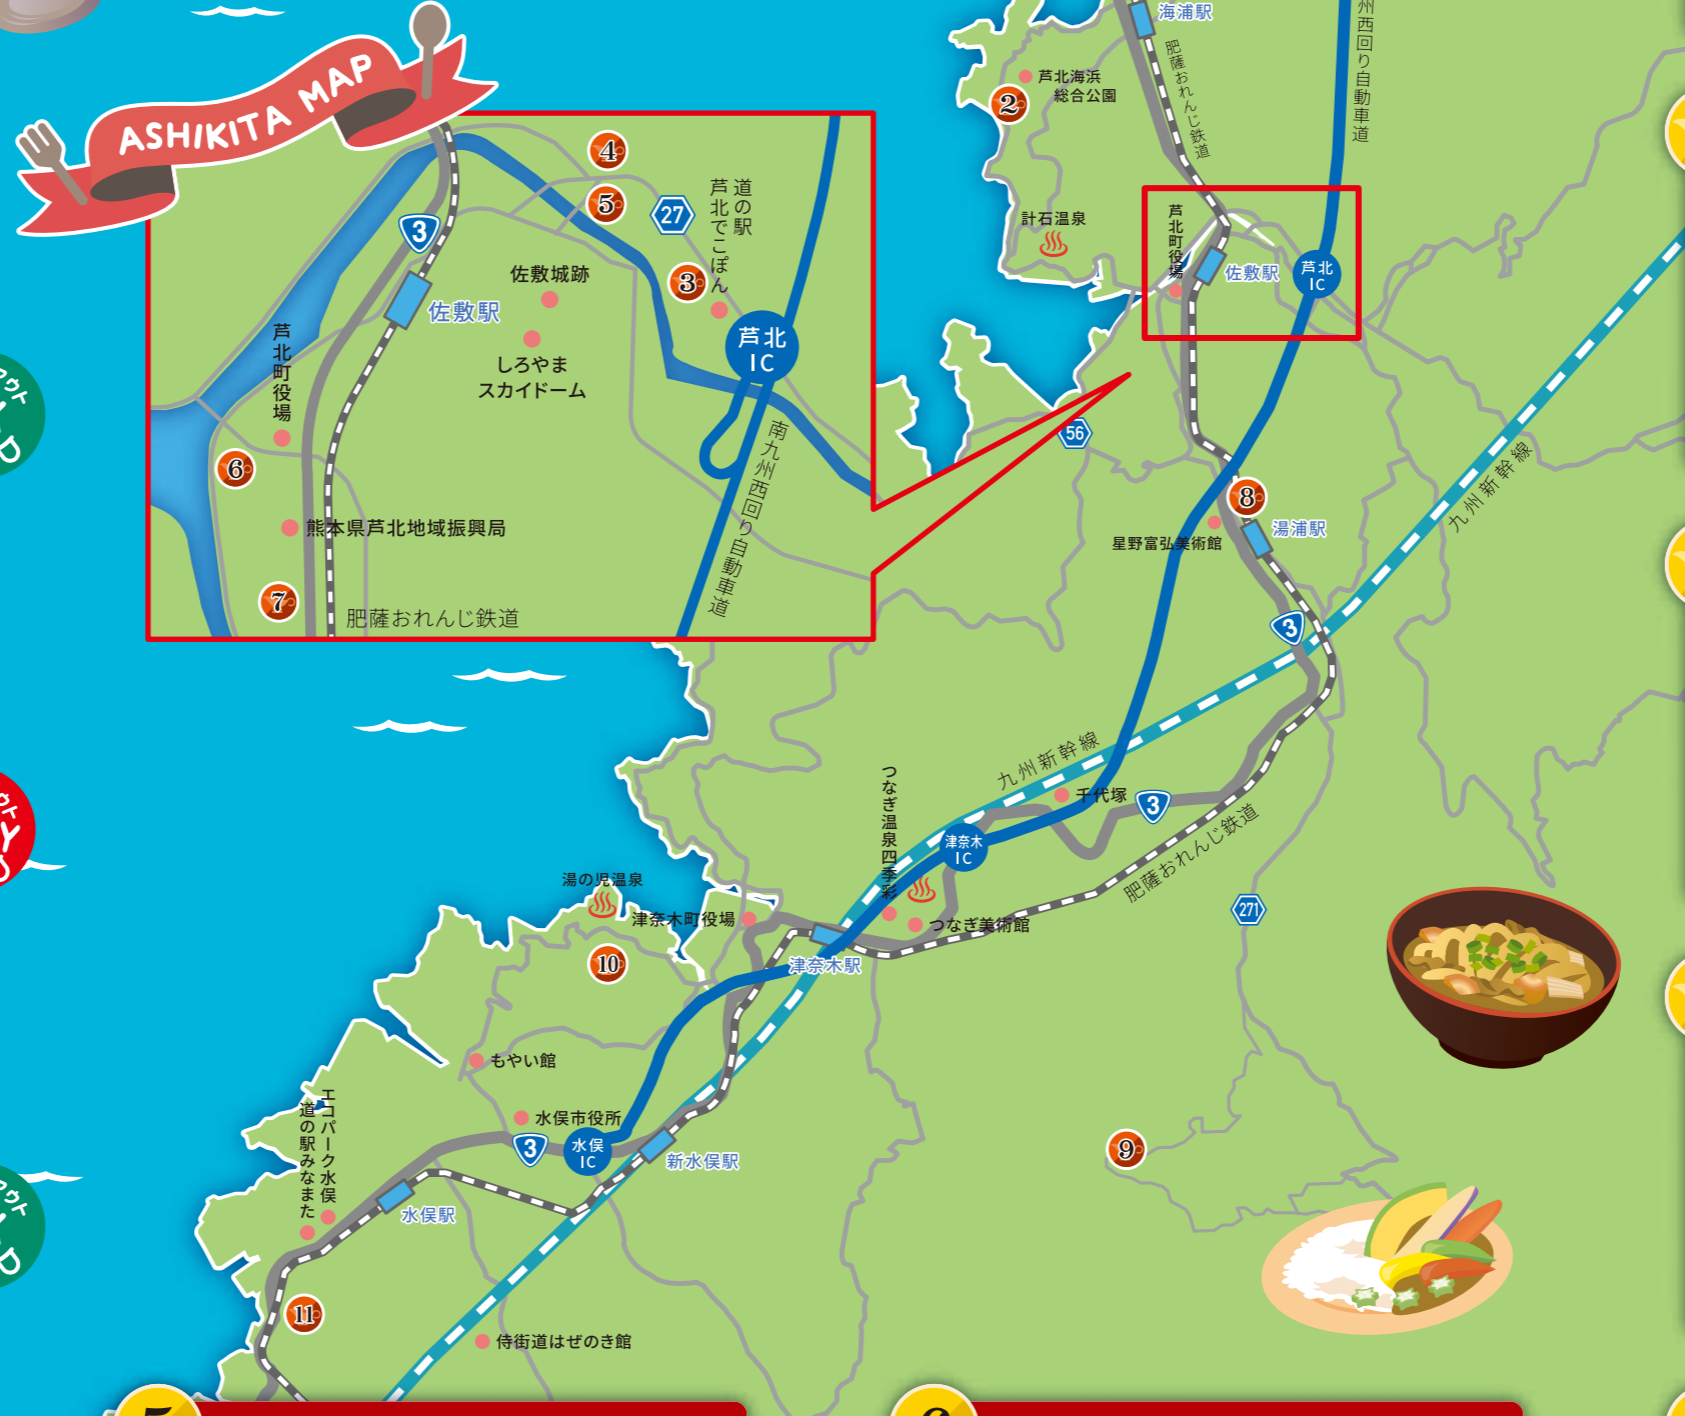 ASHIKITA MAP
海浦駅
肥薩おれんじ鉄道
州西回り自動車道
芦北海浜
総合公園
2
計石温泉
芦北町役場
佐敷駅
芦北
IC
4
5
27
道の駅
芦北でこぽん
3
3
佐敷城跡
佐敷駅
しろやま
スカイドーム
芦北
IC
芦北町役場
6
熊本県芦北地域振興局
7
肥薩おれんじ鉄道
南九州西回り自動車道
56
8
星野富弘美術館
湯浦駅
九州新幹線
3
九州新幹線
千代塚
3
つなぎ温泉四季彩
津奈木
IC
肥薩おれんじ鉄道
湯の児温泉
津奈木町役場
つなぎ美術館
271
10
津奈木駅
もやい館
エコパーク水俣
道の駅みなまた
水俣市役所
3
水俣
IC
新水俣駅
9
水俣駅
11
侍街道はぜのき館